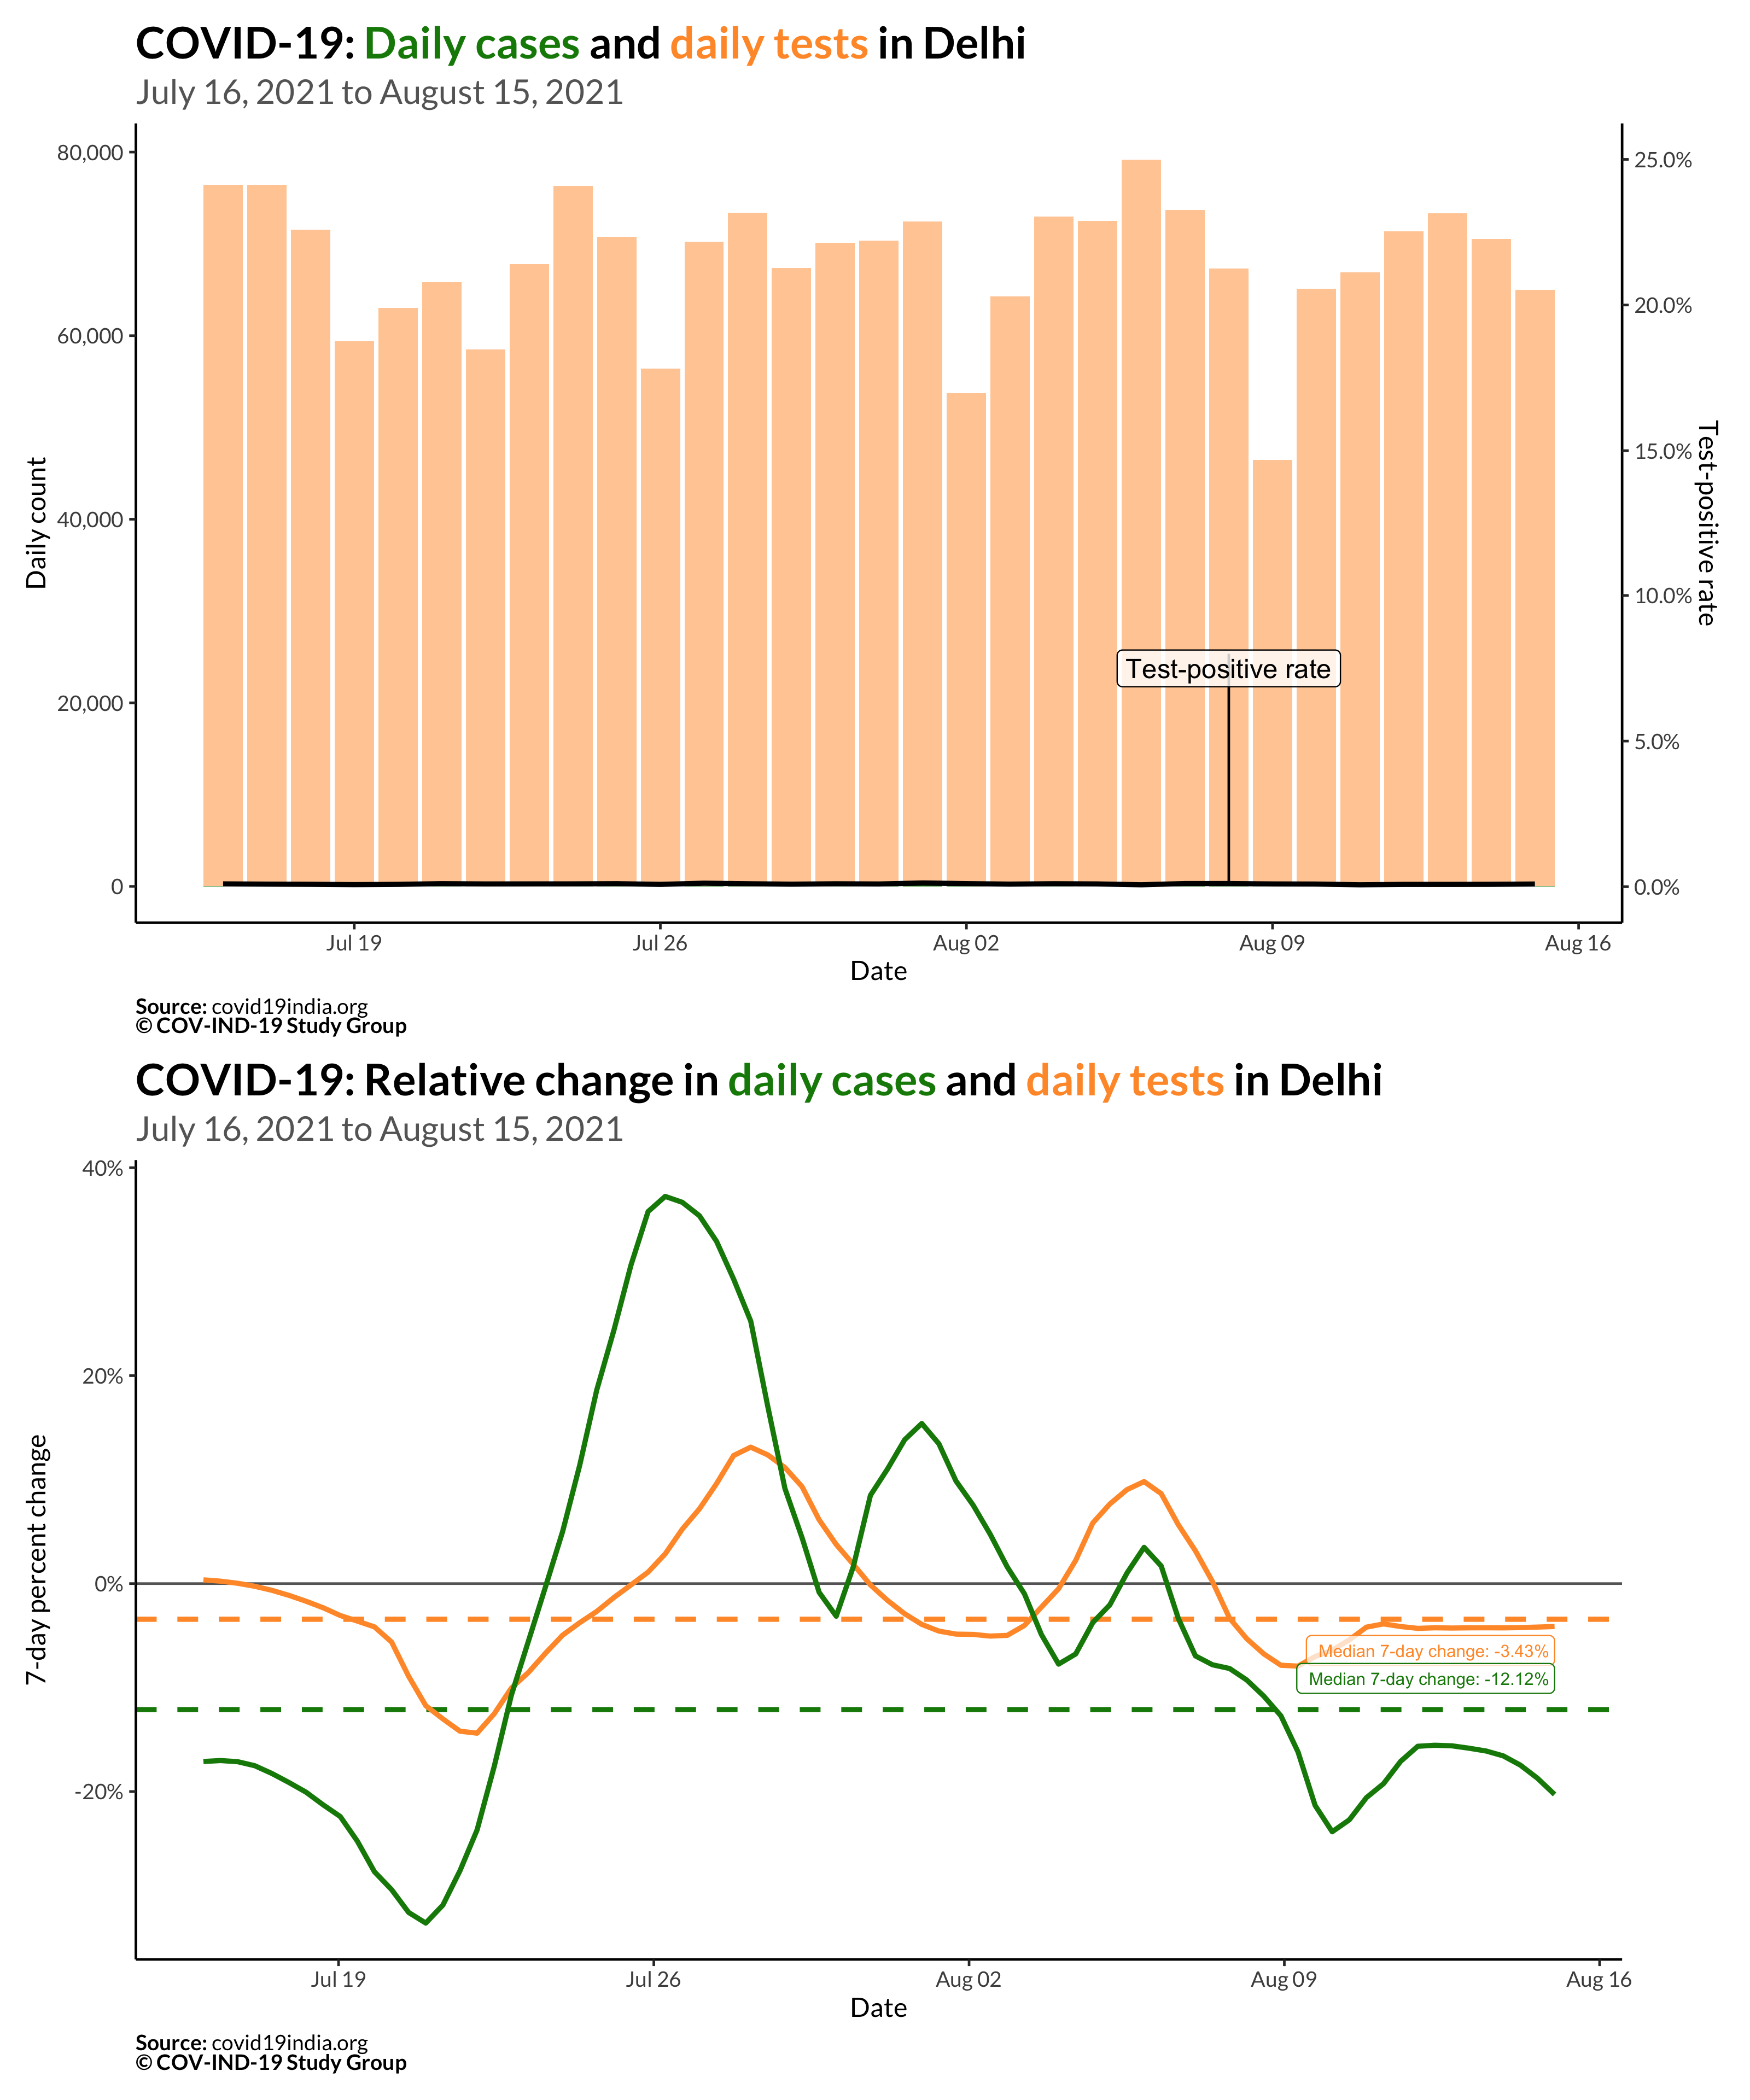 COVID-19: Daily cases and daily tests in Delhi
July 16, 2021 to August 15, 2021
80,000
60,000
40,000
20,000
0
Daily count
25.0%
20.0%
15.0%
10.0%
5.0%
0.0%
Test-positive rate
Test-positive rate
Jul 19
Jul 26
Aug 02
Aug 09
Aug 16
Date
Source: covid19india.org
© COV-IND-19 Study Group
COVID-19: Relative change in daily cases and daily tests in Delhi
July 16, 2021 to August 15, 2021
40%
20%
0%
-20%
7-day percent change
Median 7-day change: -3.43%
Median 7-day change: -12.12%
Jul 19
Jul 26
Aug 02
Aug 09
Aug 16
Date
Source: covid19india.org
© COV-IND-19 Study Group